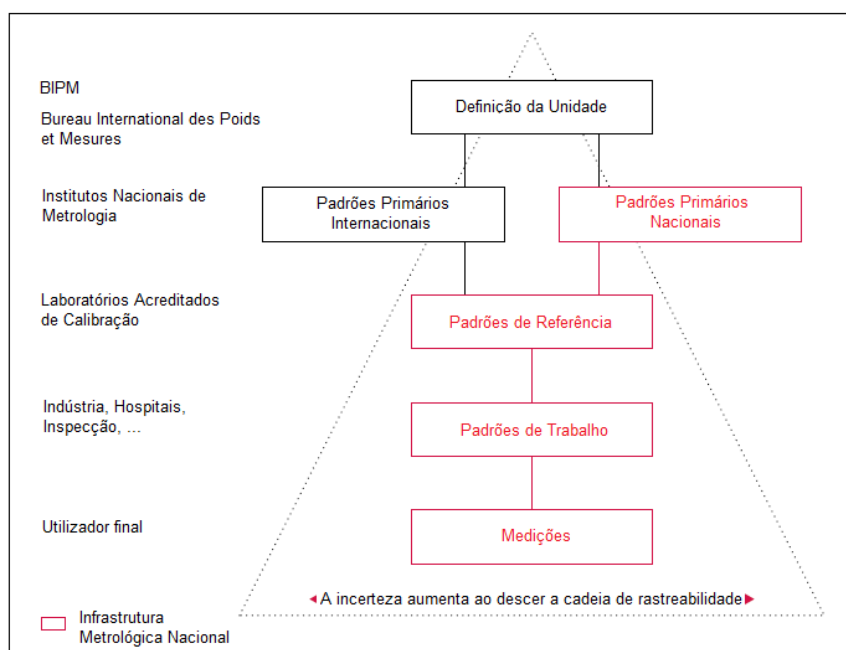 BIPM
Bureau International des Poids
et Mesures
Definição da Unidade
Institutos Nacionais de
Metrologia
Padrões Primários
Internacionais
Padrões Primários
Nacionais
Laboratórios Acreditados
de Calibração
Padrões de Referência
Indústria, Hospitais,
Inspecção, ...
Padrões de Trabalho
Utilizador final
Medições
A incerteza aumenta ao descer a cadeia de rastreabilidade
Infrastrutura
Metrológica Nacional